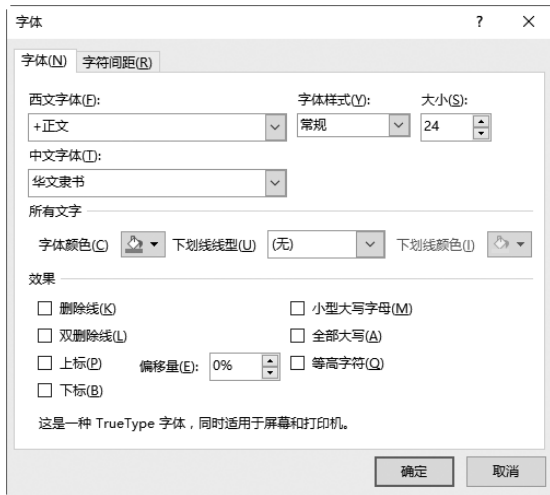 字体 ? ×
字体(N) 字符间距(R)
西文字体(F): 字体样式(Y): 大小(S):
+正文 常规 24
中文字体(T):
华文隶书
所有文字
字体颜色(C) 下划线线型(U) (无) 下划线颜色(I)
效果
删除线(K) 小型大写字母(M)
双删除线(L) 全部大写(A)
上标(P) 偏移量(E): 0% 等高字符(Q)
下标(B)
这是一种 TrueType 字体，同时适用于屏幕和打印机。
确定 取消